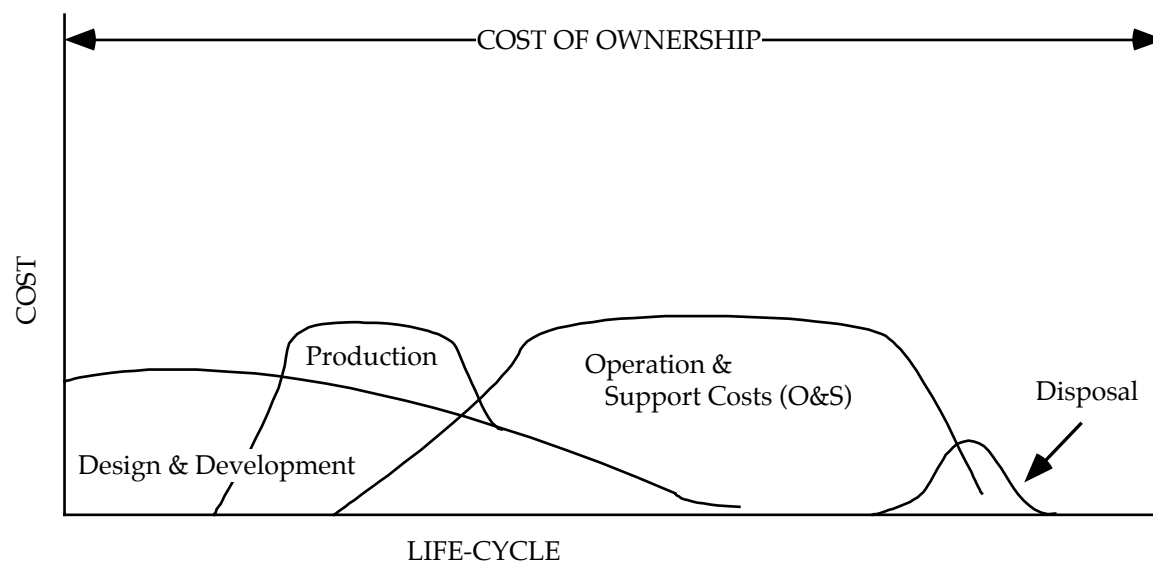 COST OF OWNERSHIP
COST
Production
Operation &
Support Costs (O&S)
Disposal
Design & Development
LIFE-CYCLE